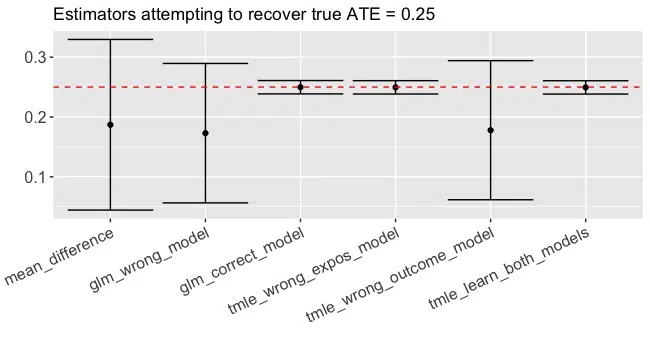 Estimators attempting to recover true ATE = 0.25
0.3
0.2
0.1
mean_difference
glm_wrong_model
glm_correct_model
tmle_wrong_expos_model
tmle_wrong_outcome_model
tmle_learn_both_models